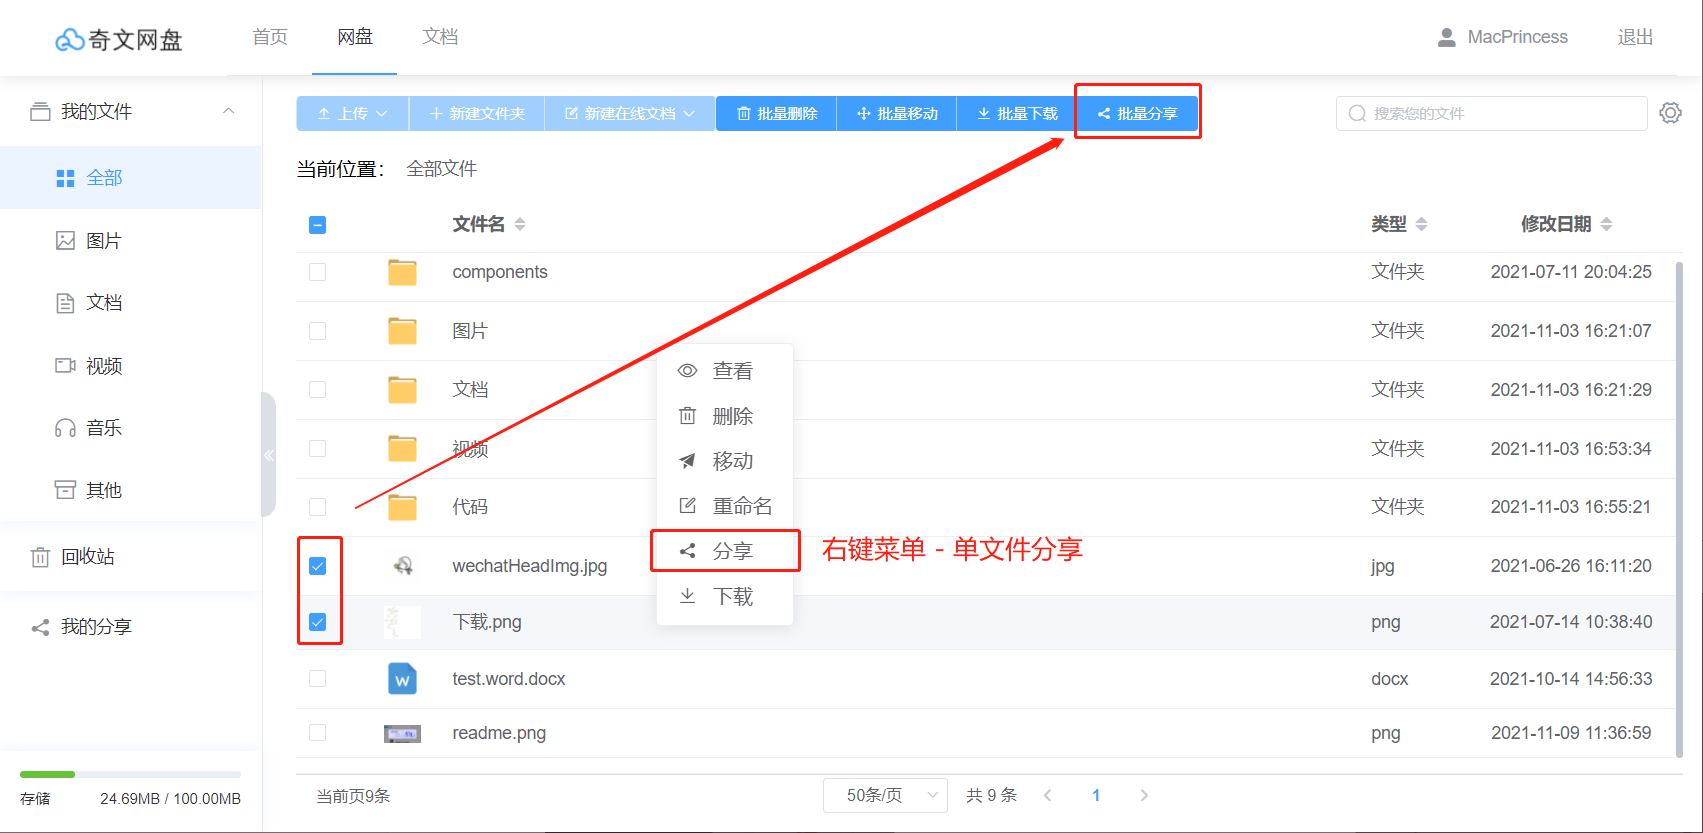 奇文网盘 首页 网盘 文档 MacPrincess 退出
我的文件
全部
图片
文档
视频
音乐
其他
回收站
我的分享
存储 24.69MB / 100.00MB
上传 新建文件夹 新建在线文档 批量删除 批量移动 批量下载 批量分享 搜索您的文件
当前位置： 全部文件
文件名 类型 修改日期
components 文件夹 2021-07-11 20:04:25
图片 文件夹 2021-11-03 16:21:07
文档 文件夹 2021-11-03 16:21:29
视频 文件夹 2021-11-03 16:53:34
代码 文件夹 2021-11-03 16:55:21
wechatHeadImg.jpg jpg 2021-06-26 16:11:20
下载.png png 2021-07-14 10:38:40
test.word.docx docx 2021-10-14 14:56:33
readme.png png 2021-11-09 11:36:59
查看
删除
移动
重命名
分享
下载
右键菜单 - 单文件分享
当前页9条 50条/页 共 9 条 1